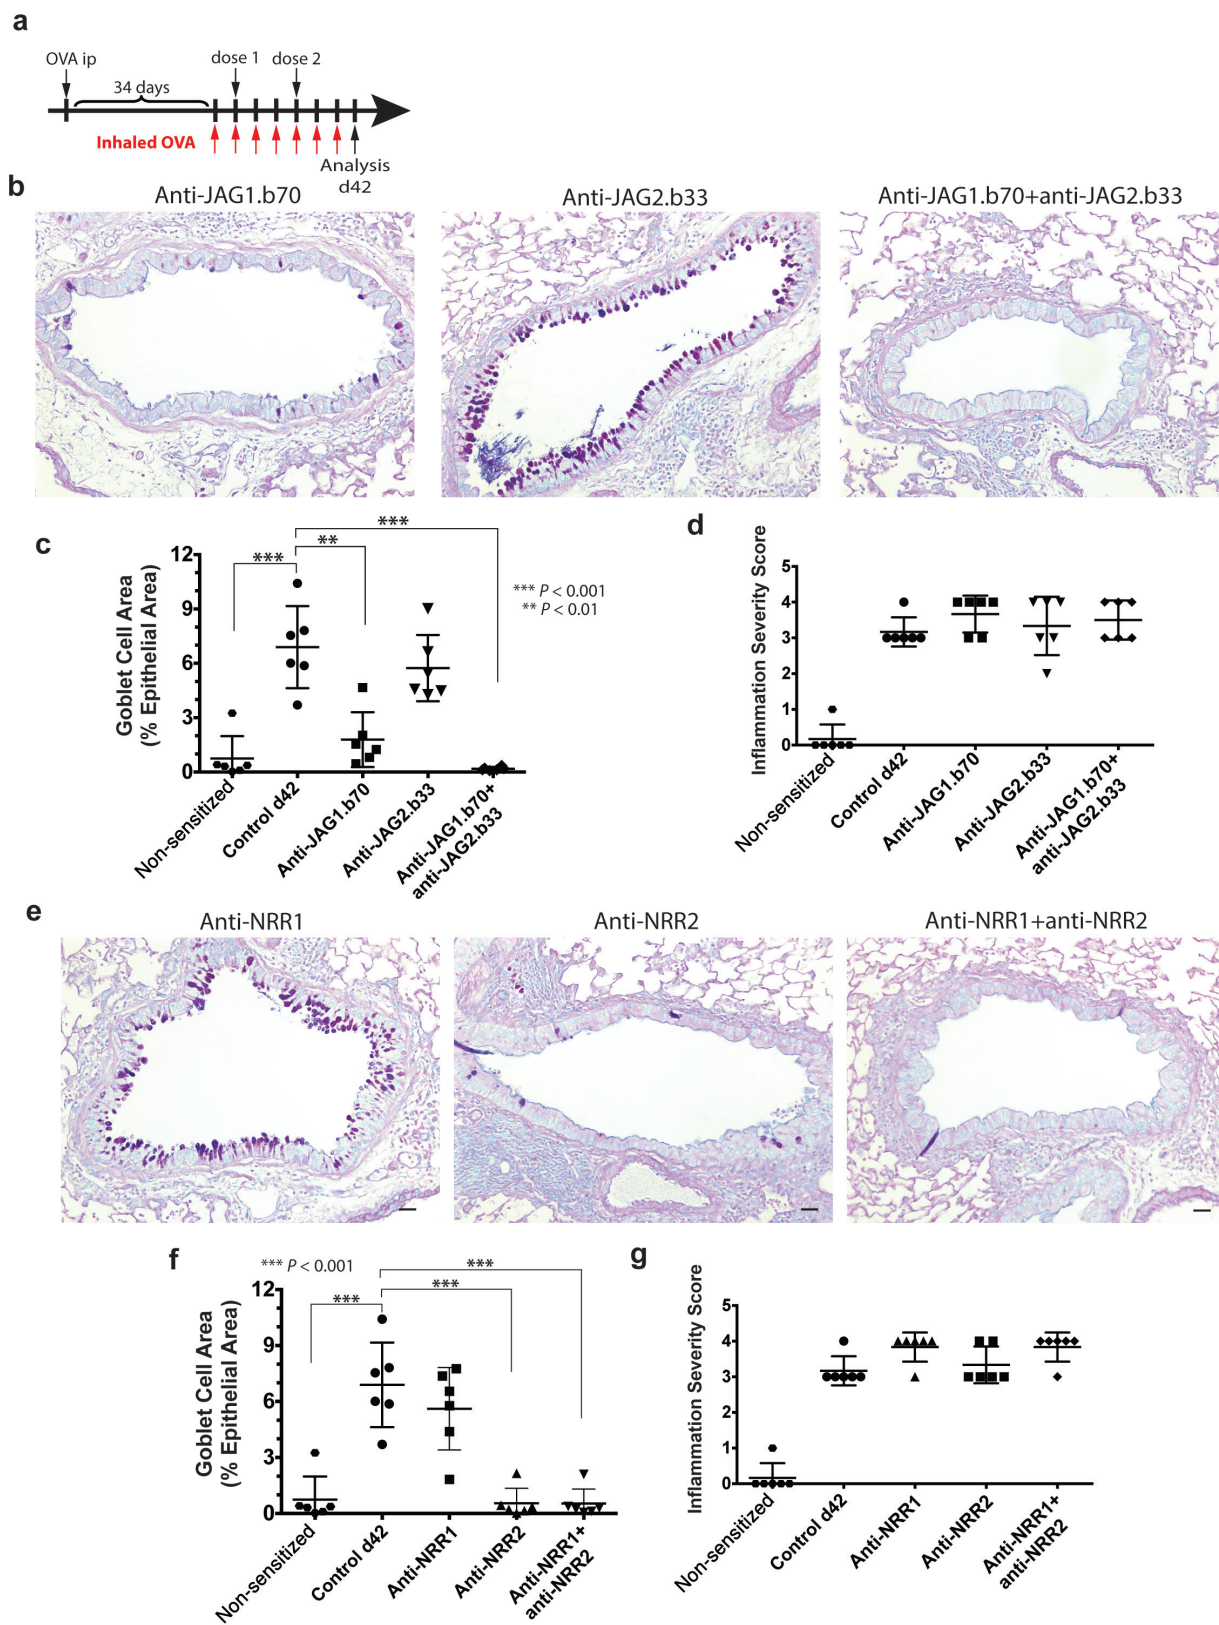 a
OVA ip
dose 1
dose 2
34 days
Inhaled OVA
Analysis
d42
b
Anti-JAG1.b70
Anti-JAG2.b33
Anti-JAG1.b70+anti-JAG2.b33
c
Goblet Cell Area
(% Epithelial Area)
12
9
6
3
0
***
**
***
*** P < 0.001
** P < 0.01
Non-sensitized
Control d42
Anti-JAG1.b70
Anti-JAG2.b33
Anti-JAG1.b70+
anti-JAG2.b33
d
Inflammation Severity Score
5
4
3
2
1
0
Non-sensitized
Control d42
Anti-JAG1.b70
Anti-JAG2.b33
Anti-JAG1.b70+
anti-JAG2.b33
e
Anti-NRR1
Anti-NRR2
Anti-NRR1+anti-NRR2
f
*** P < 0.001
Goblet Cell Area
(% Epithelial Area)
12
9
6
3
0
***
***
***
Non-sensitized
Control d42
Anti-NRR1
Anti-NRR2
Anti-NRR1+
anti-NRR2
g
Inflammation Severity Score
5
4
3
2
1
0
Non-sensitized
Control d42
Anti-NRR1
Anti-NRR2
Anti-NRR1+
anti-NRR2